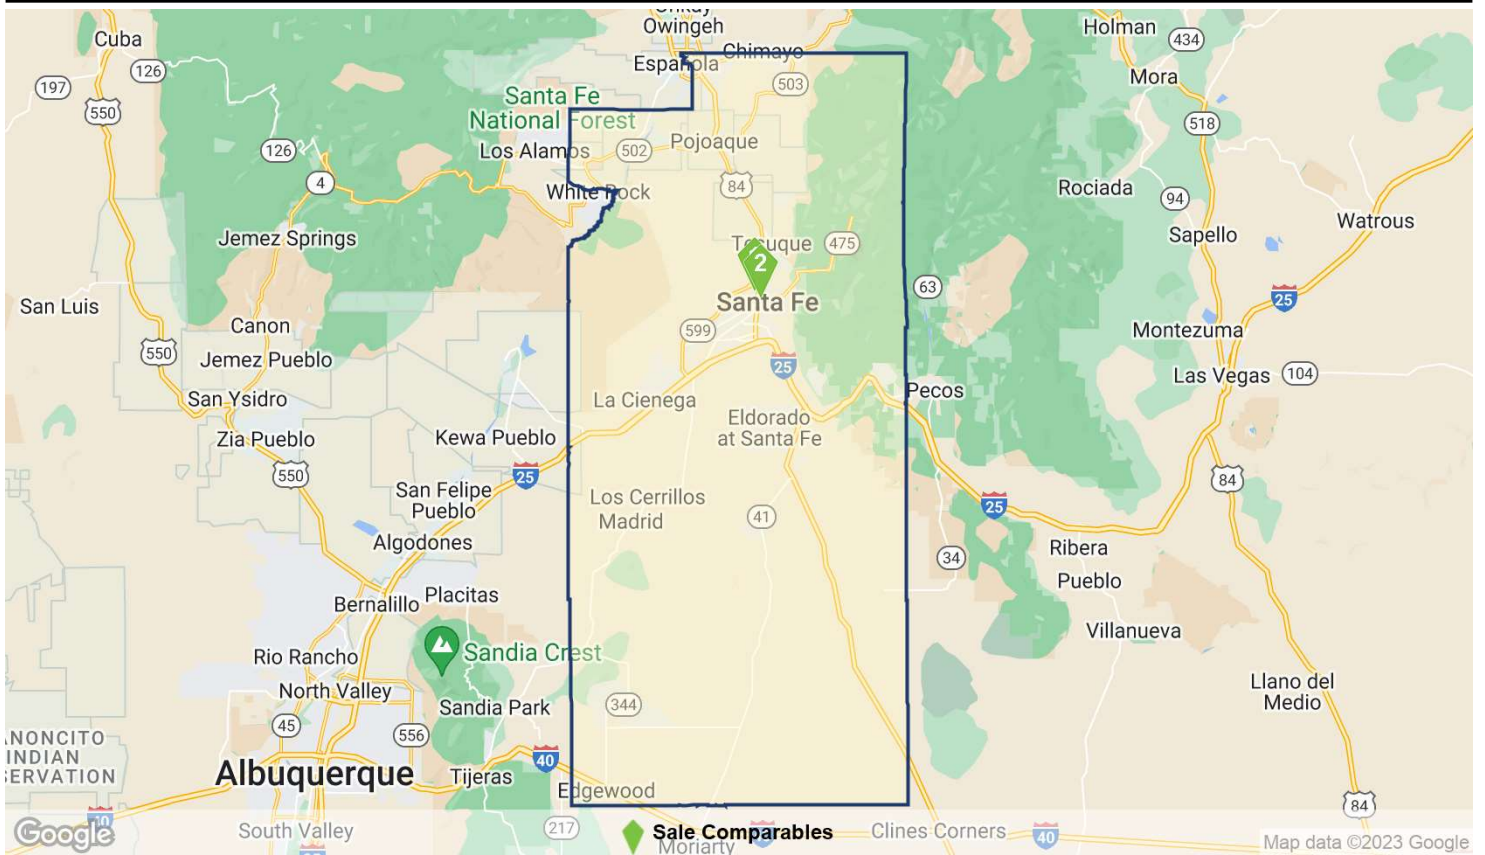 Owingeh
Holman
Cuba
434
Chimayo
Española
126
Mora
197
503
550
Santa Fe
National Forest
518
126
Los Alamos
502
Pojoaque
4
White Rock
84
Rociada
94
Watrous
Jemez Springs
Tesuque
475
Sapello
2
63
25
San Luis
Santa Fe
Canon
599
Montezuma
550
Jemez Pueblo
25
Las Vegas
104
San Ysidro
La Cienega
Pecos
Zia Pueblo
Kewa Pueblo
Eldorado
at Santa Fe
550
25
84
San Felipe
Pueblo
Los Cerrillos
Madrid
41
25
Algodones
Ribera
34
Pueblo
Bernalillo
Placitas
Villanueva
Rio Rancho
Sandia Crest
North Valley
Llano del
Medio
Sandia Park
344
45
556
NONCITO
INDIAN
SERVATION
Albuquerque
Tijeras
40
Edgewood
84
40
Google
South Valley
217
Sale Comparables
Moriarty
Clines Corners
40
Map data ©2023 Google